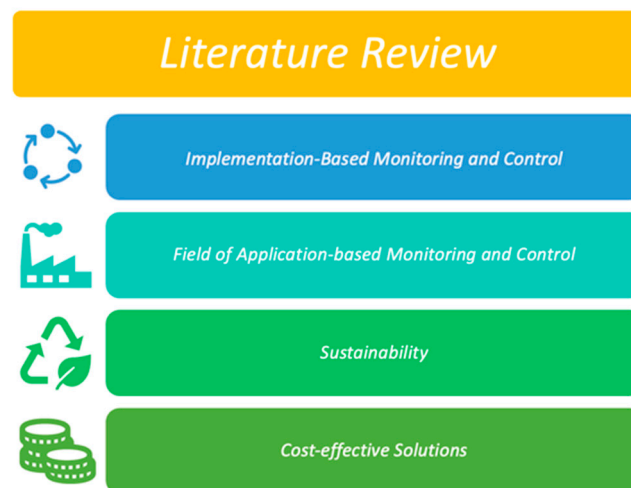 Literature Review
Implementation-Based Monitoring and Control
Field of Application-based Monitoring and Control
Sustainability
Cost-effective Solutions